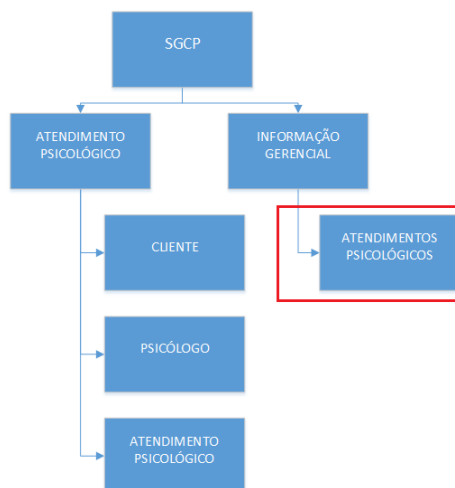 SGCP
ATENDIMENTO
PSICOLÓGICO
INFORMAÇÃO
GERENCIAL
CLIENTE
ATENDIMENTOS
PSICOLÓGICOS
PSICÓLOGO
ATENDIMENTO
PSICOLÓGICO